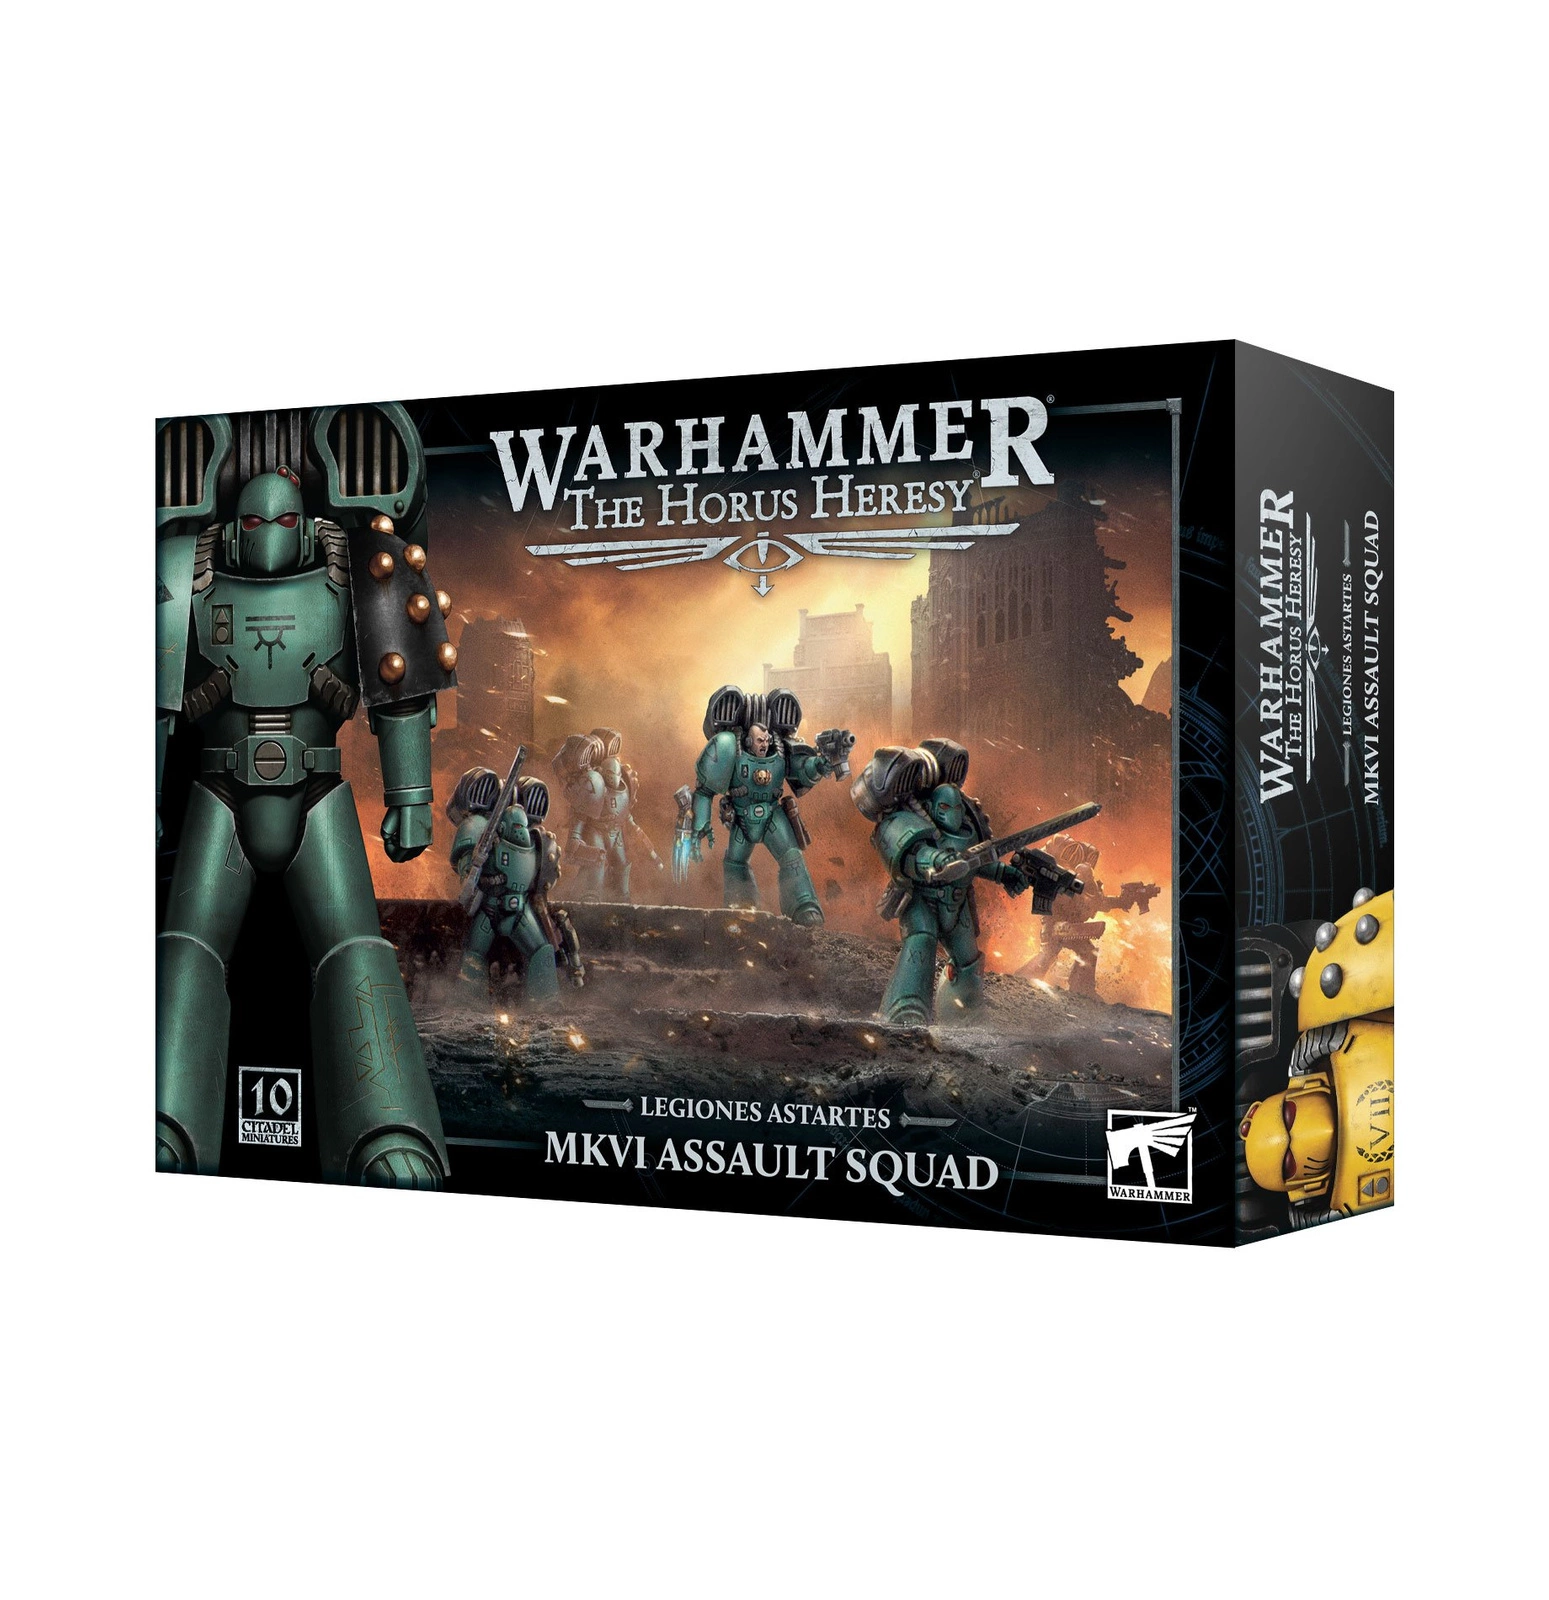 WARHAMMER®
THE HORUS HERESY®
10
CITADEL
MINIATURES
LEGIONES ASTARTES
MKVI ASSAULT SQUAD
WARHAMMER™
WARHAMMER
THE HORUS HERESY
LEGIONES ASTARTES
MKVI ASSAULT SQUAD
VII